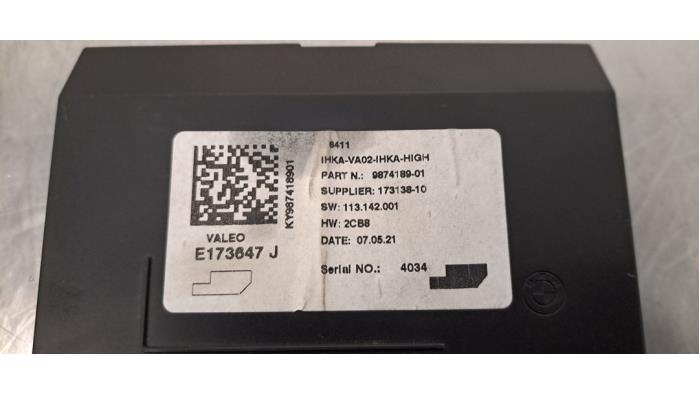 6411
IHKA-VA02-IHKA-HIGH
PART N.: 9874189-01
SUPPLIER: 173138-10
SW: 113.142.001
HW: 2CB8
DATE: 07.05.21
Serial NO.: 4034
KY987418901
VALEO
E173647 J